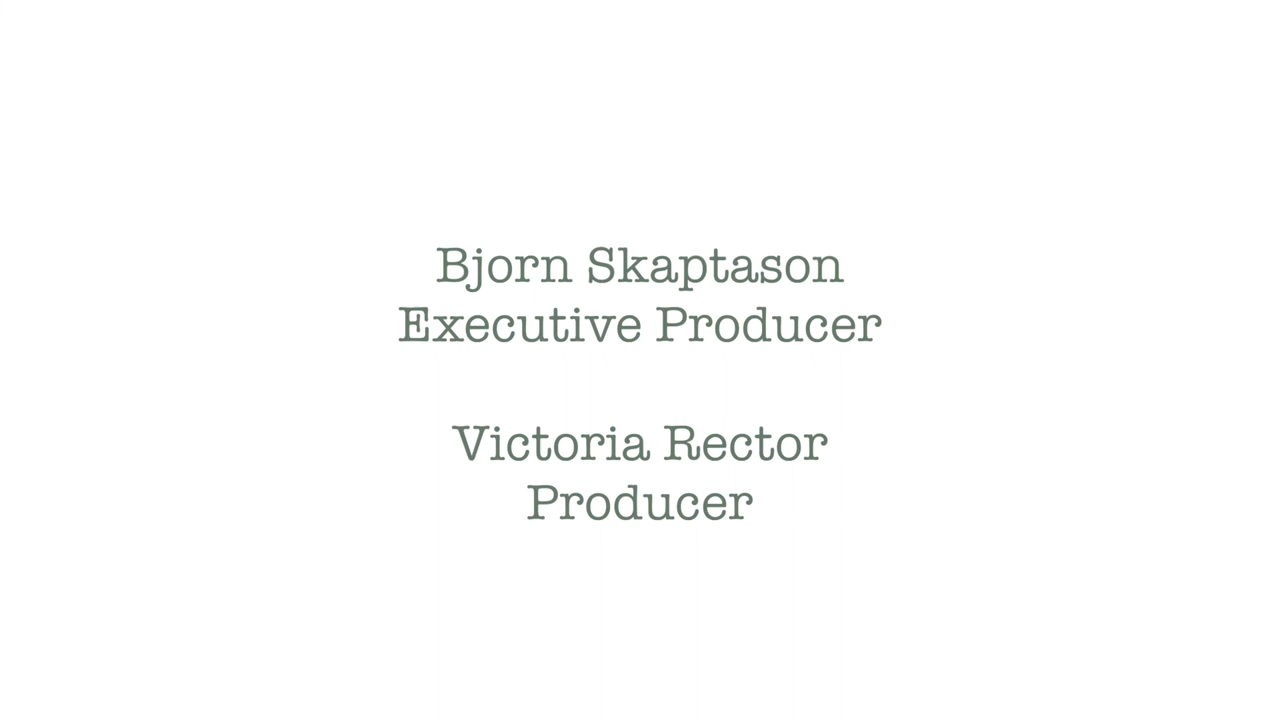 Bjorn Skaptason
Executive Producer
Victoria Rector
Producer